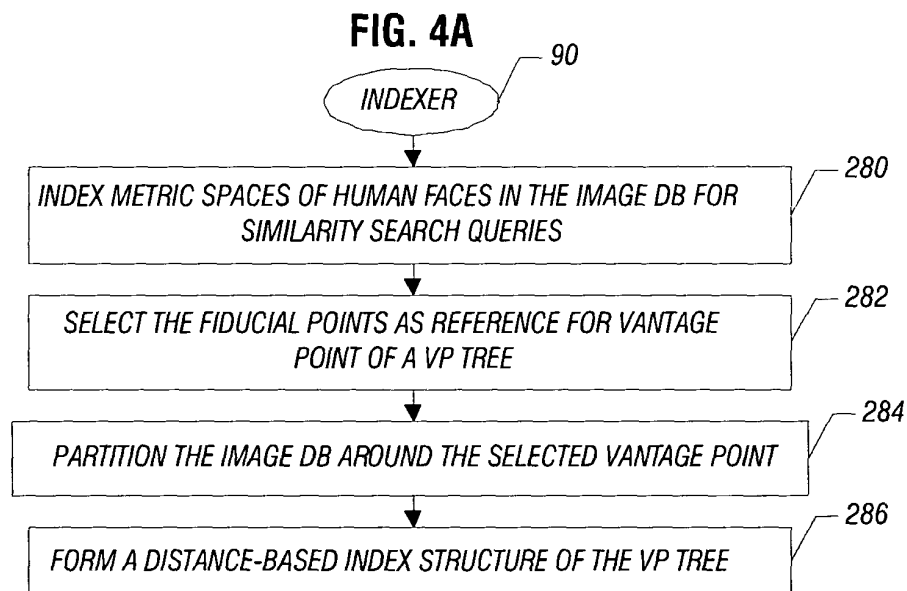 FIG. 4A
90
INDEXER
280
INDEX METRIC SPACES OF HUMAN FACES IN THE IMAGE DB FOR
SIMILARITY SEARCH QUERIES
282
SELECT THE FIDUCIAL POINTS AS REFERENCE FOR VANTAGE
POINT OF A VP TREE
284
PARTITION THE IMAGE DB AROUND THE SELECTED VANTAGE POINT
286
FORM A DISTANCE-BASED INDEX STRUCTURE OF THE VP TREE